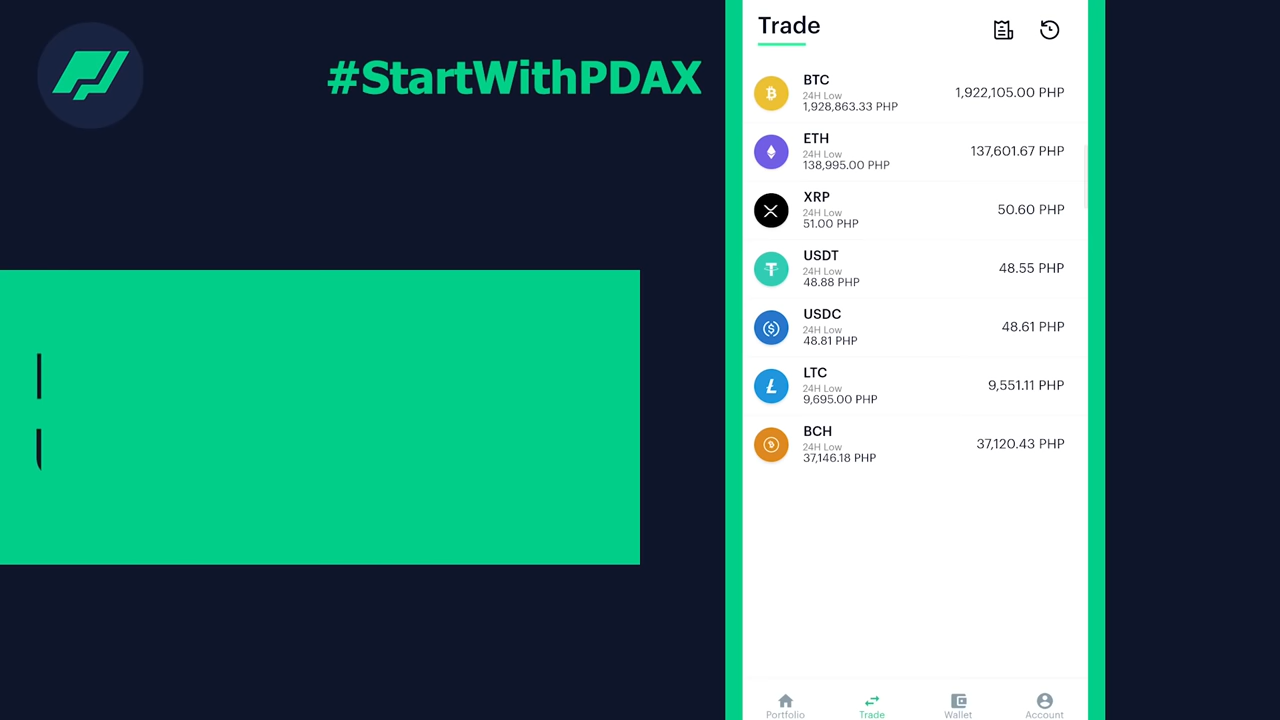 #StartWithPDAX
Trade
BTC
24H Low
1,928,863.33 PHP
1,922,105.00 PHP
ETH
24H Low
138,995.00 PHP
137,601.67 PHP
XRP
24H Low
51.00 PHP
50.60 PHP
USDT
24H Low
48.88 PHP
48.55 PHP
USDC
24H Low
48.81 PHP
48.61 PHP
LTC
24H Low
9,695.00 PHP
9,551.11 PHP
BCH
24H Low
37,146.18 PHP
37,120.43 PHP
Portfolio
Trade
Wallet
Account